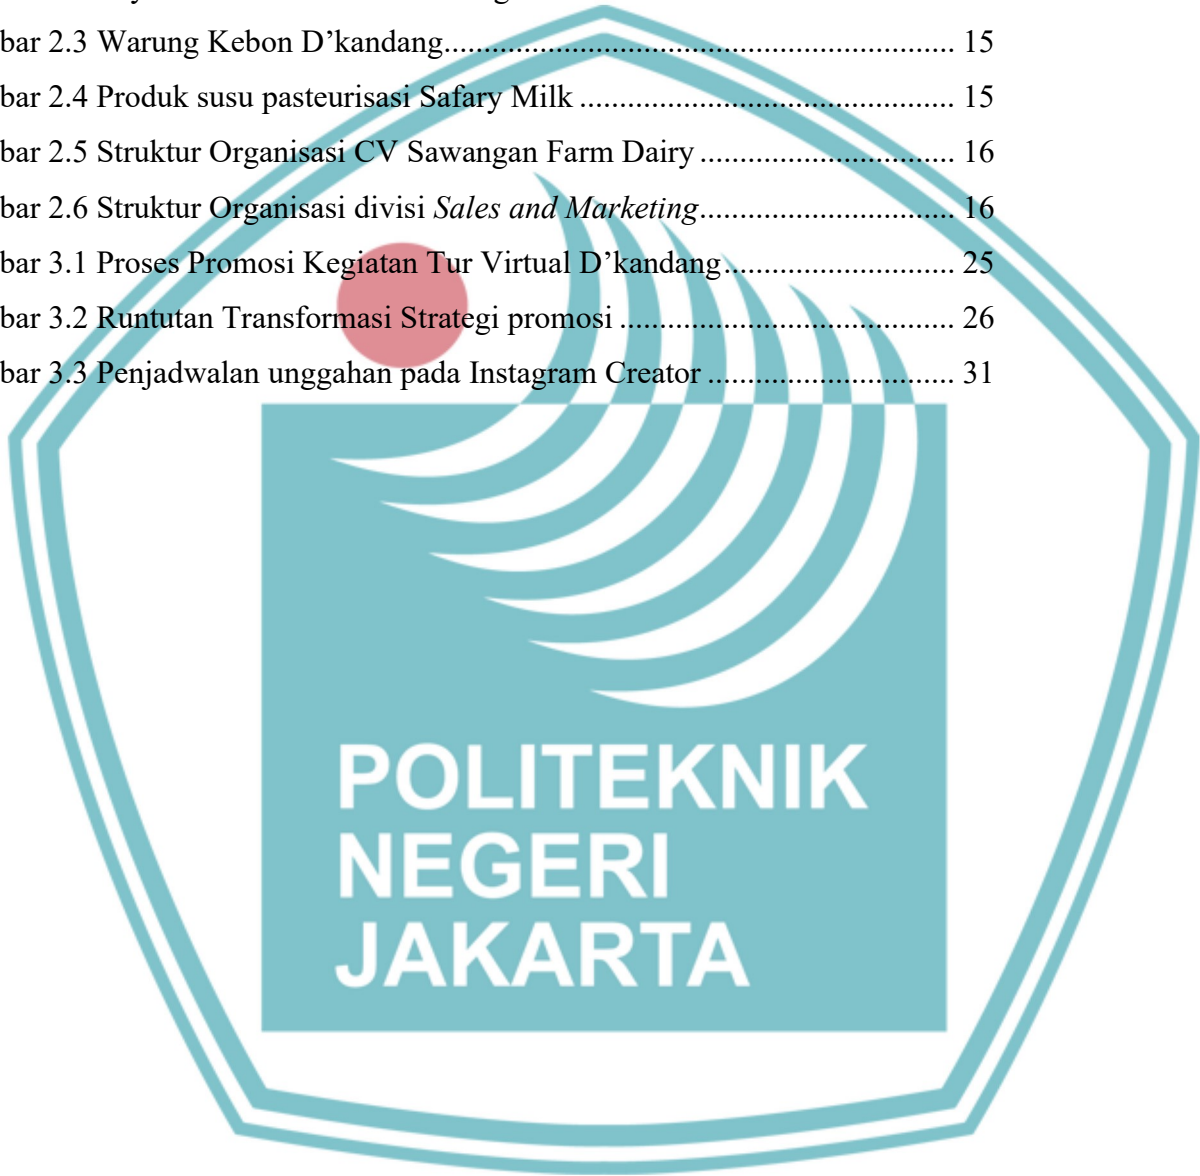 bar 2.3 Warung Kebon D’kandang................................................................ 15
bar 2.4 Produk susu pasteurisasi Safary Milk ............................................... 15
bar 2.5 Struktur Organisasi CV Sawangan Farm Dairy ................................ 16
bar 2.6 Struktur Organisasi divisi Sales and Marketing................................ 16
bar 3.1 Proses Promosi Kegiatan Tur Virtual D’kandang............................. 25
bar 3.2 Runtutan Transformasi Strategi promosi .......................................... 26
bar 3.3 Penjadwalan unggahan pada Instagram Creator ............................... 31
POLITEKNIK
NEGERI
JAKARTA